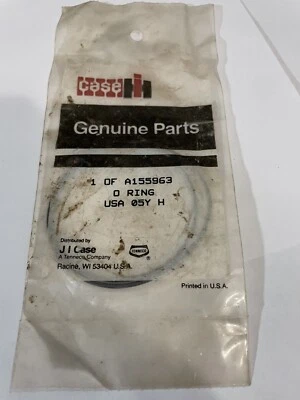 CASE IH
Genuine Parts
1 OF A155963
O RING
USA 05Y H
Distributed by
J I Case
A Tenneco Company
Racine, WI 53404 U.S.A.
TENNECO
Printed in U.S.A.